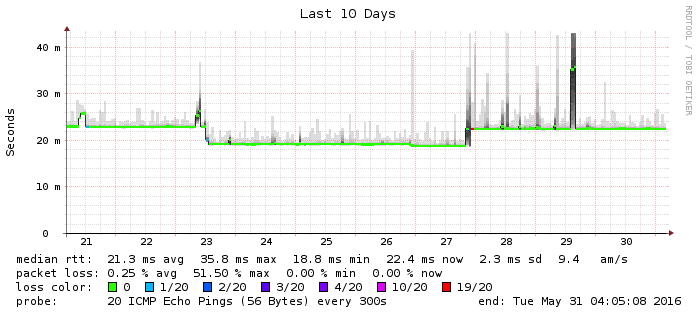 Last 10 Days
RRDTOOL / TOBI OETIKER
Seconds
40 m
30 m
20 m
10 m
0
21 22 23 24 25 26 27 28 29 30
median rtt: 21.3 ms avg 35.8 ms max 18.8 ms min 22.4 ms now 2.3 ms sd 9.4 am/s
packet loss: 0.25 % avg 51.50 % max 0.00 % min 0.00 % now
loss color: 0 1/20 2/20 3/20 4/20 10/20 19/20
probe: 20 ICMP Echo Pings (56 Bytes) every 300s end: Tue May 31 04:05:08 2016